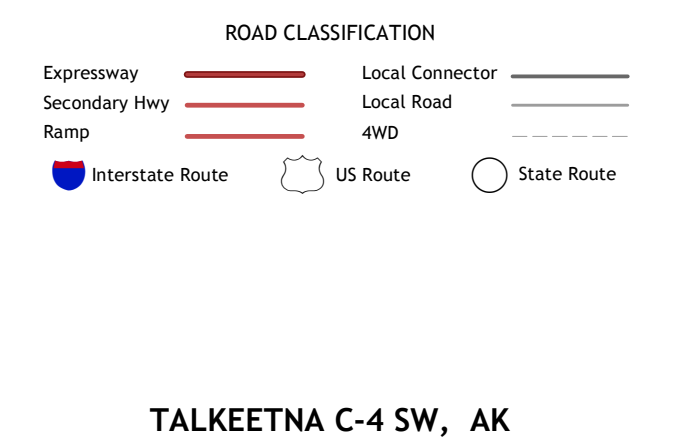 ROAD CLASSIFICATION
Expressway
Local Connector
Secondary Hwy
Local Road
Ramp
4WD
Interstate Route
US Route
State Route
TALKEETNA C-4 SW, AK